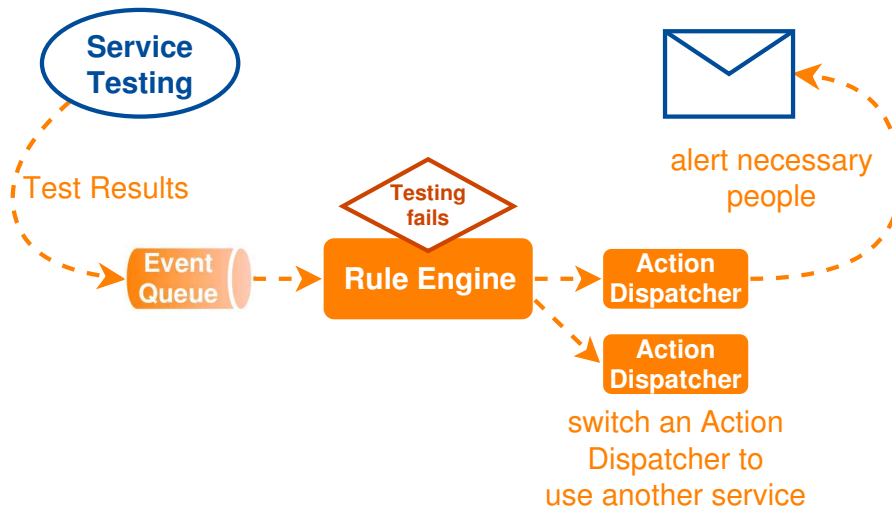 Service
Testing
Test Results
alert necessary
people
Testing
fails
Event
Queue
Rule Engine
Action
Dispatcher
Action
Dispatcher
switch an Action
Dispatcher to
use another service